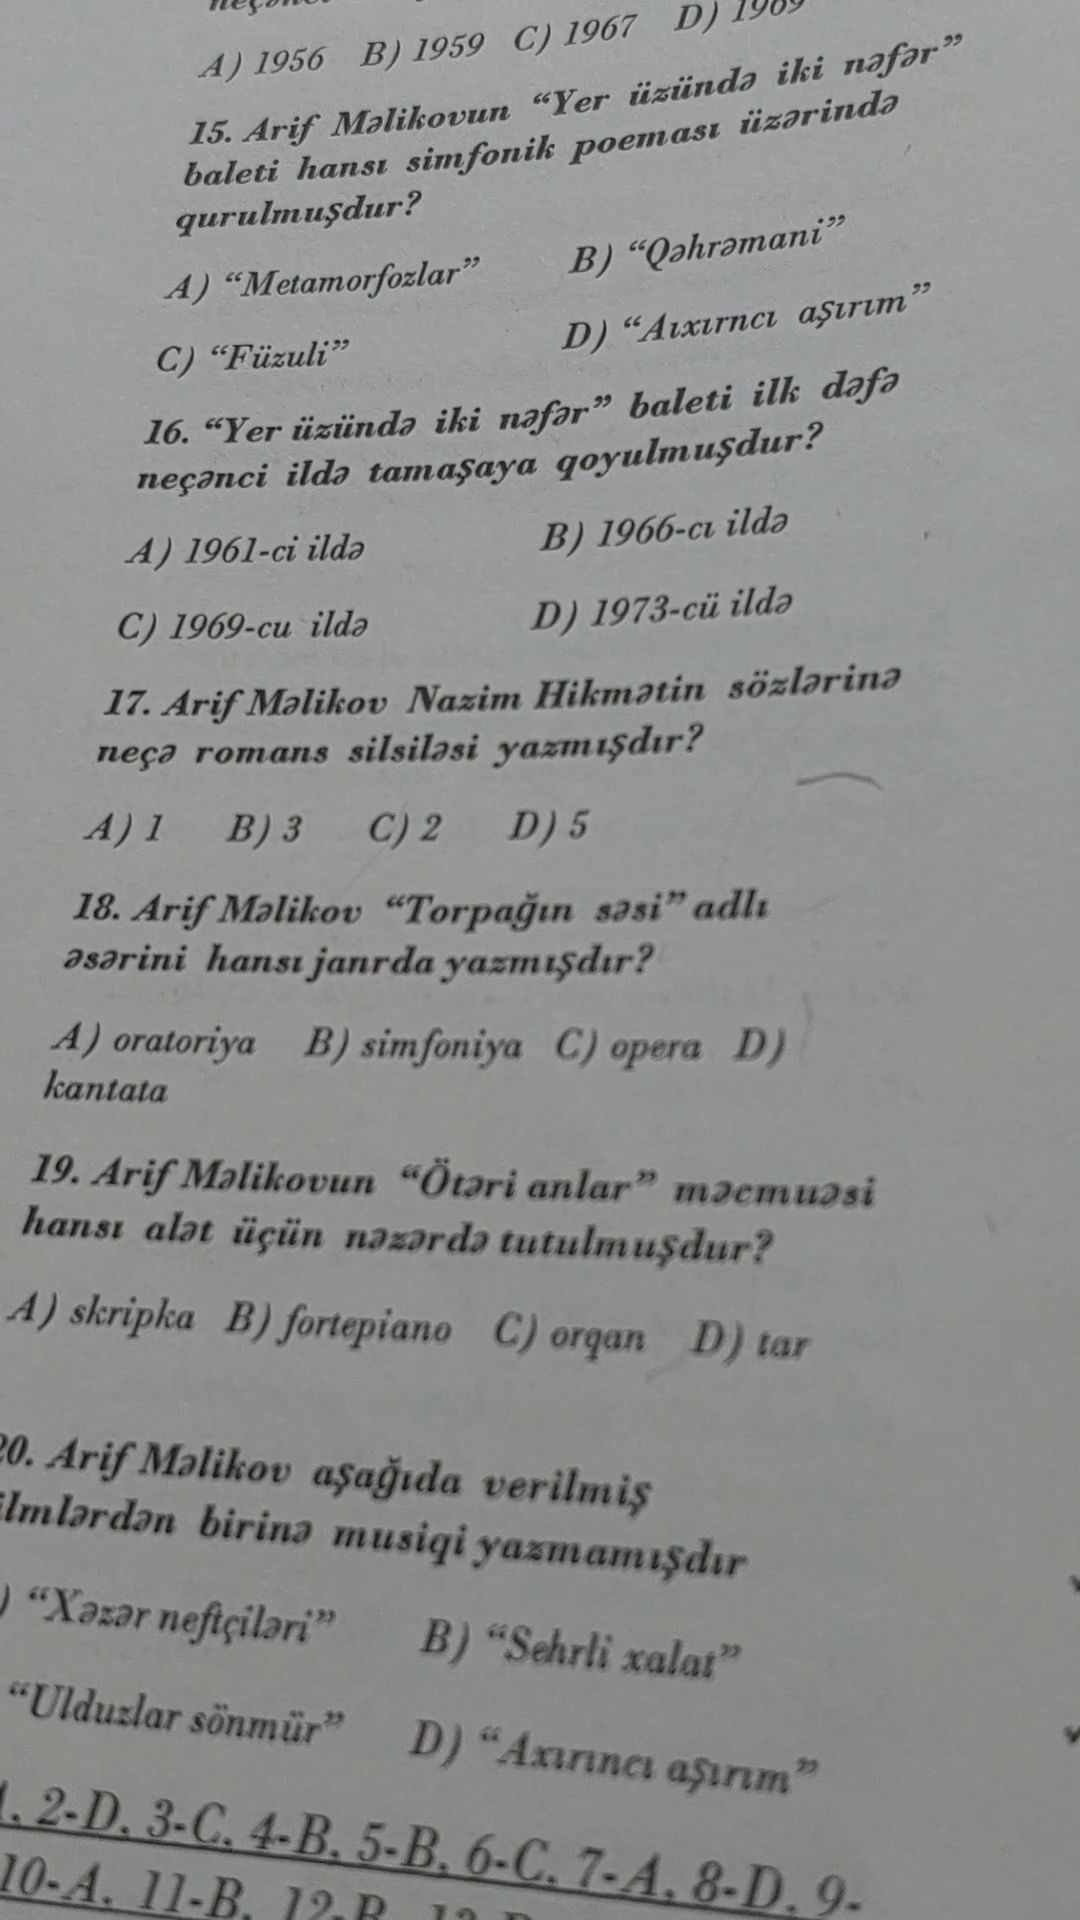 A) 1956 B) 1959 C) 1967 D) 1969
15. Arif Məlikovun “Yer üzündə iki nəfər”
baleti hansı simfonik poeması üzərində
qurulmuşdur?
A) “Metamorfozlar” B) “Qəhrəmani”
C) “Füzuli” D) “Aıxırncı aşırım”
16. “Yer üzündə iki nəfər” baleti ilk dəfə
neçənci ildə tamaşaya qoyulmuşdur?
A) 1961-ci ildə B) 1966-cı ildə
C) 1969-cu ildə D) 1973-cü ildə
17. Arif Məlikov Nazim Hikmətin sözlərinə
neçə romans silsiləsi yazmışdır?
A) 1 B) 3 C) 2 D) 5
18. Arif Məlikov “Torpağın səsi” adlı
əsərini hansı janrda yazmışdır?
A) oratoriya B) simfoniya C) opera D)
kantata
19. Arif Məlikovun “Ötəri anlar” məcmuəsi
hansı alət üçün nəzərdə tutulmuşdur?
A) skripka B) fortepiano C) orqan D) tar
20. Arif Məlikov aşağıda verilmiş
ilmlərdən birinə musiqi yazmamışdır
) “Xəzər neftçiləri” B) “Sehrli xalat”
“Ulduzlar sönmür” D) “Axırıncı aşırım”
2-D, 3-C, 4-B, 5-B, 6-C, 7-A, 8-D, 9-
10-A, 11-B, 12-B,